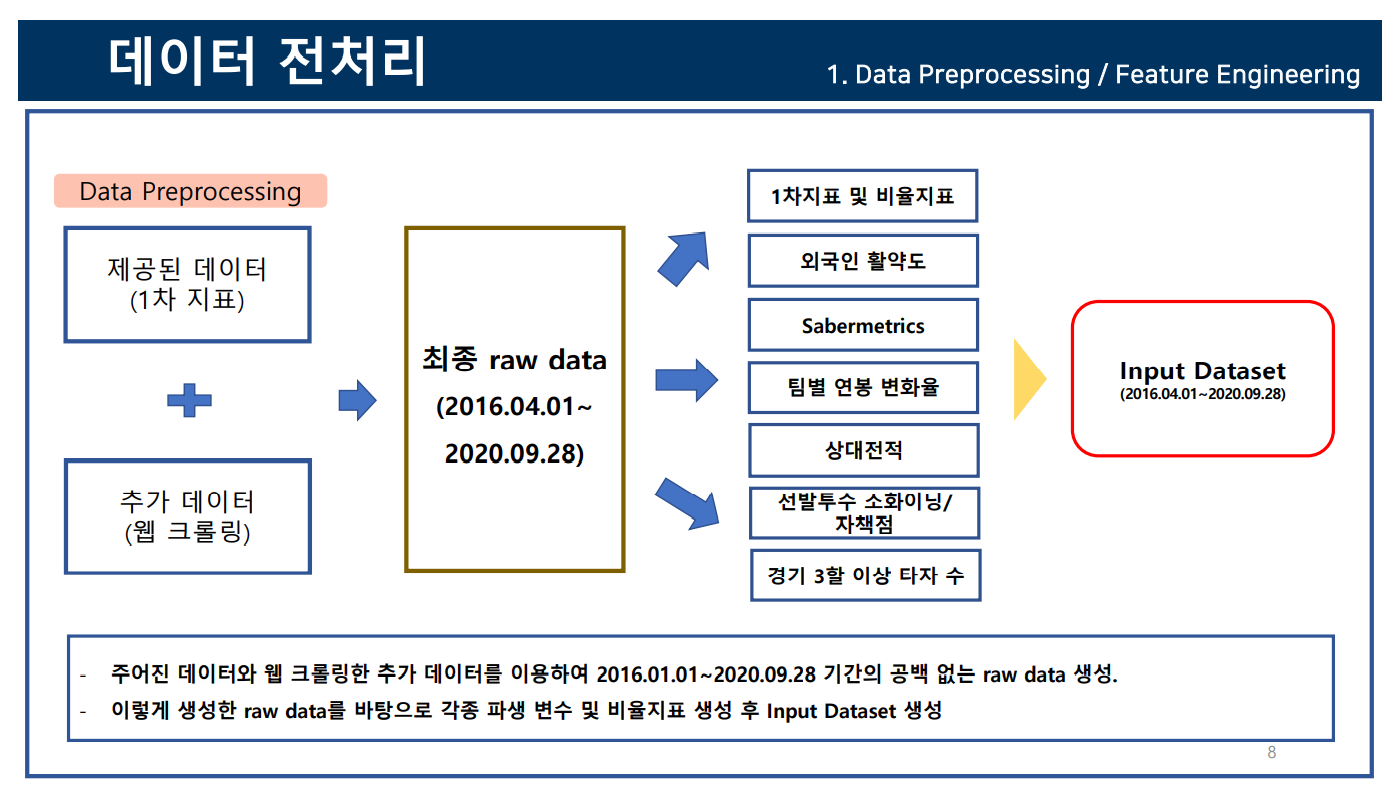 데이터 전처리
1. Data Preprocessing / Feature Engineering
Data Preprocessing
제공된 데이터
(1차 지표)
추가 데이터
(웹 크롤링)
최종 raw data
(2016.04.01~
2020.09.28)
1차지표 및 비율지표
외국인 활약도
Sabermetrics
팀별 연봉 변화율
상대전적
선발투수 소화이닝/
자책점
경기 3할 이상 타자 수
Input Dataset
(2016.04.01~2020.09.28)
- 주어진 데이터와 웹 크롤링한 추가 데이터를 이용하여 2016.01.01~2020.09.28 기간의 공백 없는 raw data 생성.
- 이렇게 생성한 raw data를 바탕으로 각종 파생 변수 및 비율지표 생성 후 Input Dataset 생성
8